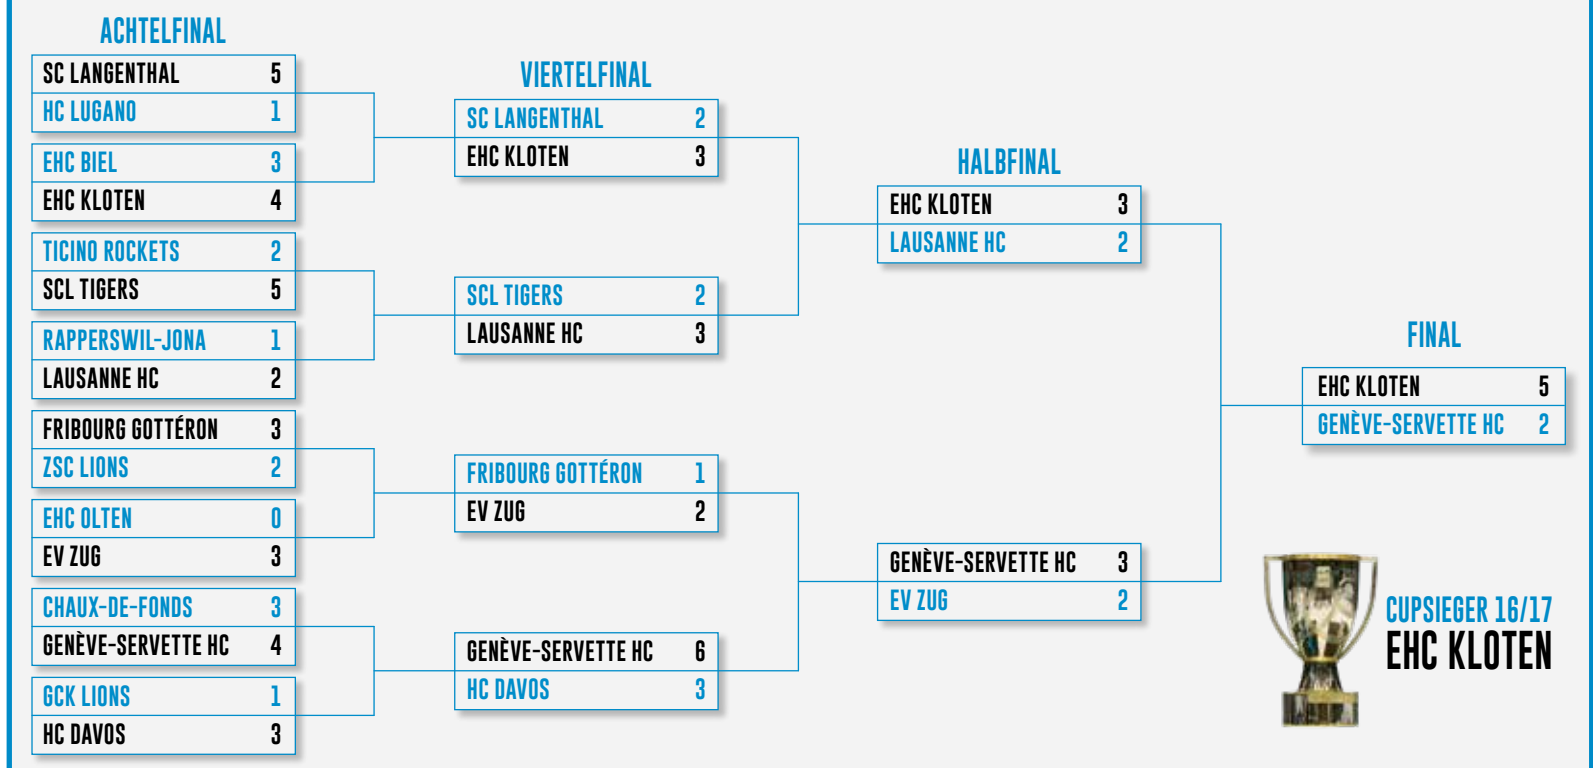 ACHTELFINAL
SC LANGENTHAL 5
HC LUGANO 1
EHC BIEL 3
EHC KLOTEN 4
TICINO ROCKETS 2
SCL TIGERS 5
RAPPERSWIL-JONA 1
LAUSANNE HC 2
FRIBOURG GOTTÉRON 3
ZSC LIONS 2
EHC OLTEN 0
EV ZUG 3
CHAUX-DE-FONDS 3
GENÈVE-SERVETTE HC 4
GCK LIONS 1
HC DAVOS 3
VIERTELFINAL
SC LANGENTHAL 2
EHC KLOTEN 3
SCL TIGERS 2
LAUSANNE HC 3
FRIBOURG GOTTÉRON 1
EV ZUG 2
GENÈVE-SERVETTE HC 6
HC DAVOS 3
HALBFINAL
EHC KLOTEN 3
LAUSANNE HC 2
GENÈVE-SERVETTE HC 3
EV ZUG 2
FINAL
EHC KLOTEN 5
GENÈVE-SERVETTE HC 2
CUPSIEGER 16/17
EHC KLOTEN